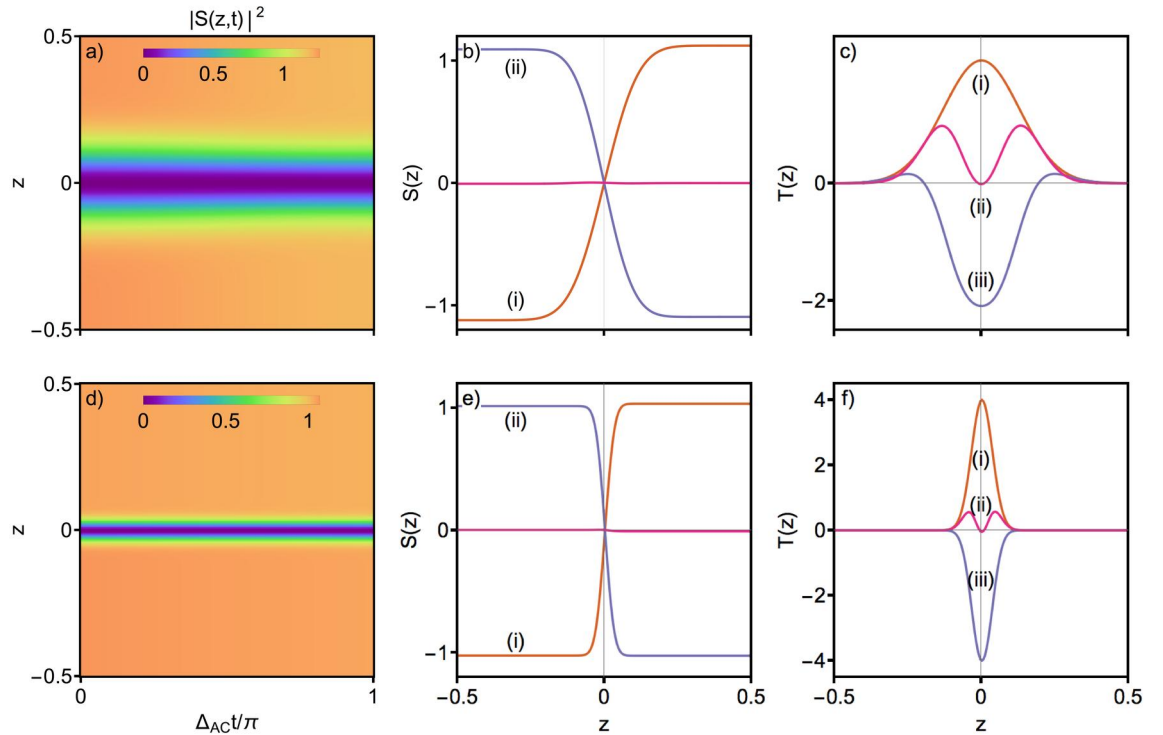 |S(z,t)|²
a)
0 0.5 1
0.5
0
−0.5
z
b)
(ii)
(i)
1
0
−1
S(z)
c)
(i)
(ii)
(iii)
0
−2
T(z)
d)
0 0.5 1
0.5
0
−0.5
z
0 1
Δ_AC t/π
e)
(ii)
(i)
1
0
−1
S(z)
−0.5 0 0.5
z
f)
(i)
(ii)
(iii)
4
2
0
−2
−4
T(z)
−0.5 0 0.5
z